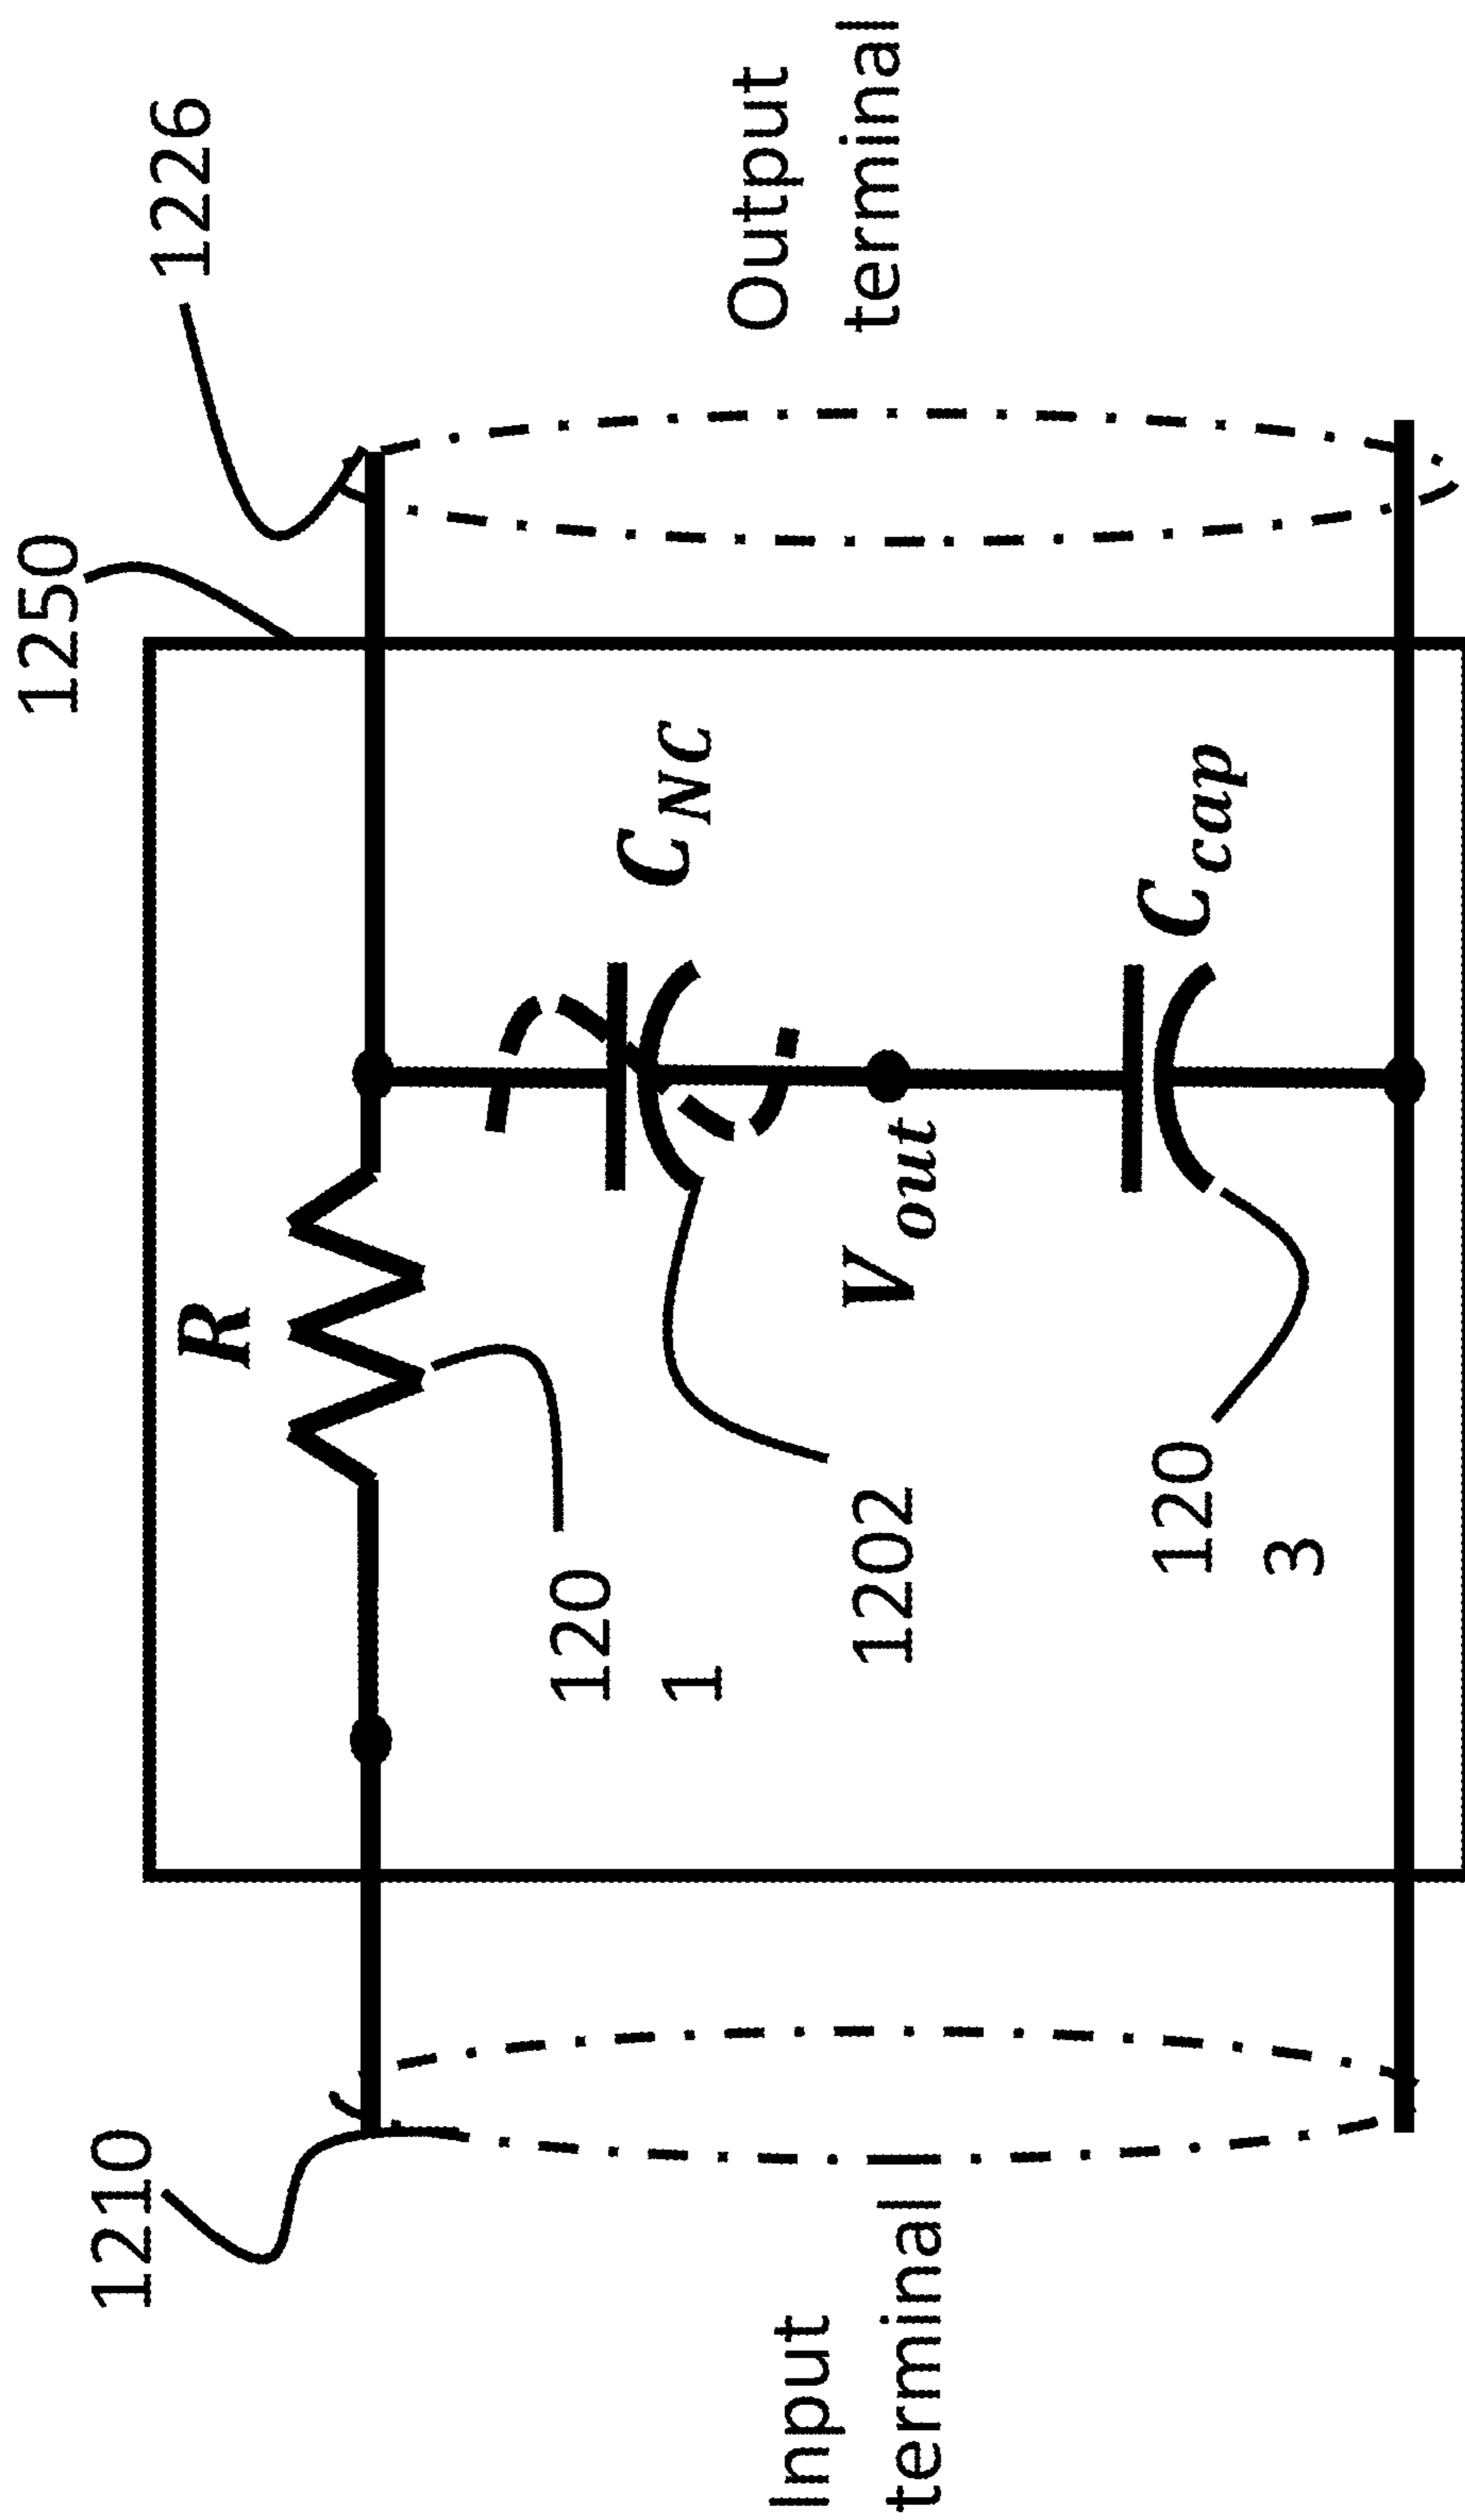 1250
1226
1210
R
C_NC
120
1
Input
terminal
Output
terminal
V_out
1202
C_cap
120
3